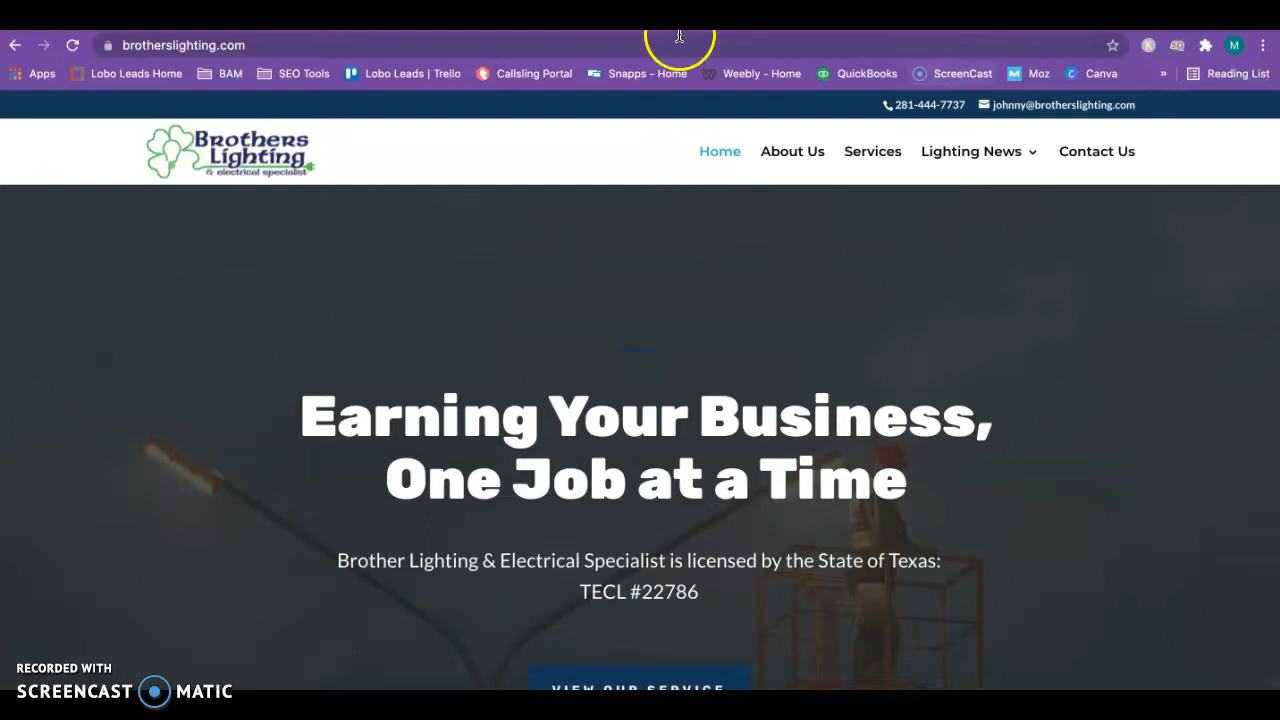 brotherslighting.com
M
Apps Lobo Leads Home BAM SEO Tools Lobo Leads | Trello Callsling Portal Snapps - Home Weebly - Home QuickBooks ScreenCast Moz Canva » Reading List
281-444-7737 johnny@brotherslighting.com
Brothers
Lighting
& electrical specialist
Home About Us Services Lighting News Contact Us
Earning Your Business,
One Job at a Time
Brother Lighting & Electrical Specialist is licensed by the State of Texas:
TECL #22786
VIEW OUR SERVICE
RECORDED WITH
SCREENCAST MATIC